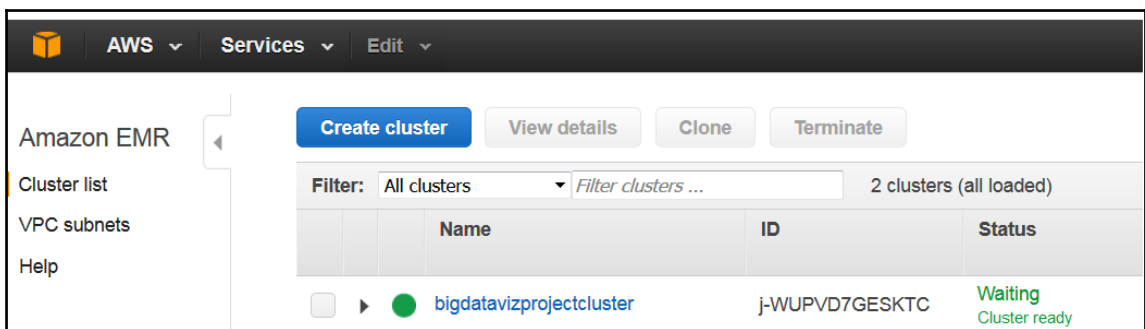 AWS Services Edit
Amazon EMR
Cluster list
VPC subnets
Help
Create cluster View details Clone Terminate
Filter: All clusters Filter clusters ... 2 clusters (all loaded)
Name ID Status
bigdatavizprojectcluster j-WUPVD7GESKTC Waiting
Cluster ready